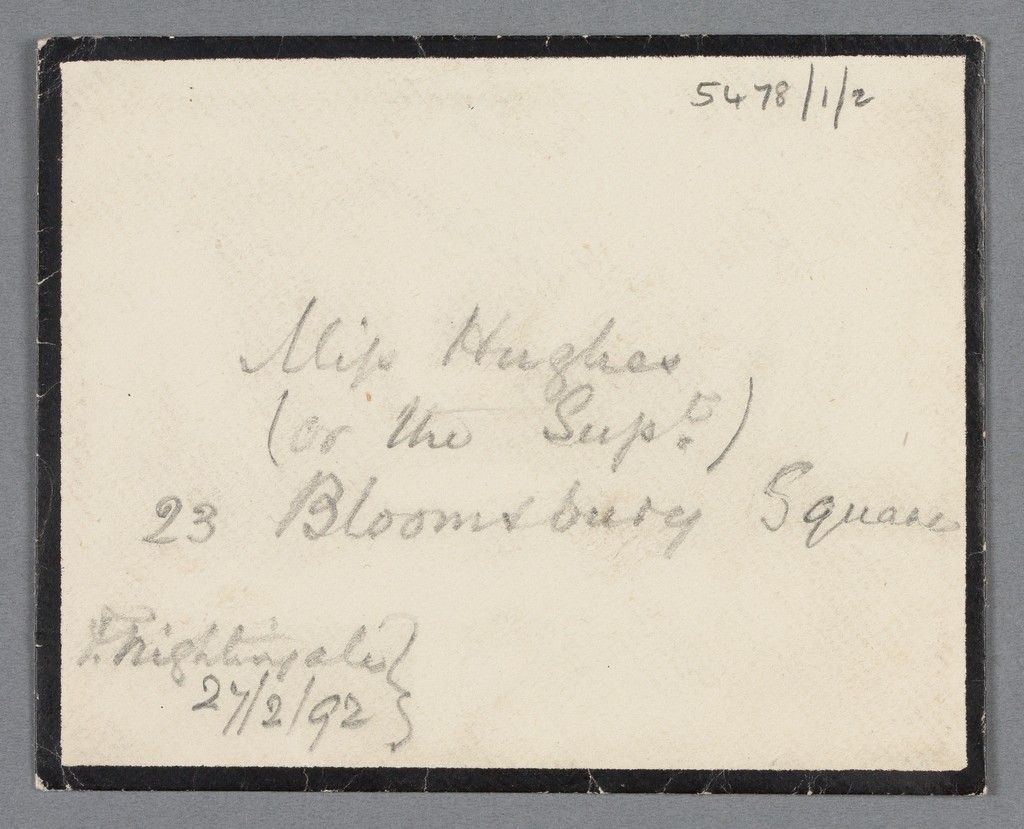 5478/1/2
Miss Hughes
(or the Supt.)
23 Bloomsbury Square
F. Nightingale
27/2/92